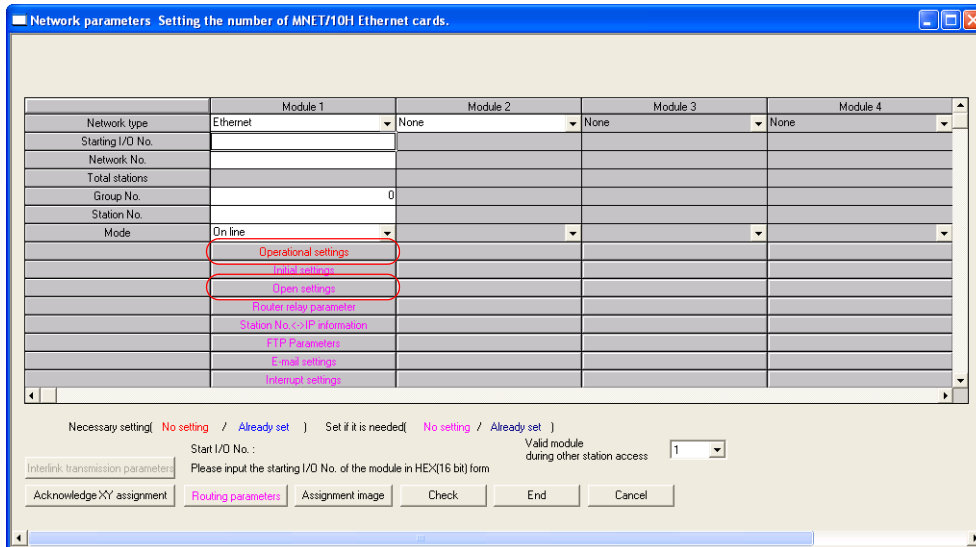 Network parameters Setting the number of MNET/10H Ethernet cards.
Module 1 Module 2 Module 3 Module 4
Network type Ethernet None None None
Starting I/O No.
Network No.
Total stations
Group No. 0
Station No.
Mode On line
Operational settings
Initial settings
Open settings
Router relay parameter
Station No.<->IP information
FTP Parameters
E-mail settings
Interrupt settings
Necessary setting( No setting / Already set ) Set if it is needed( No setting / Already set )
Start I/O No. : Valid module during other station access 1
Interlink transmission parameters Please input the starting I/O No. of the module in HEX(16 bit) form
Acknowledge XY assignment Routing parameters Assignment image Check End Cancel